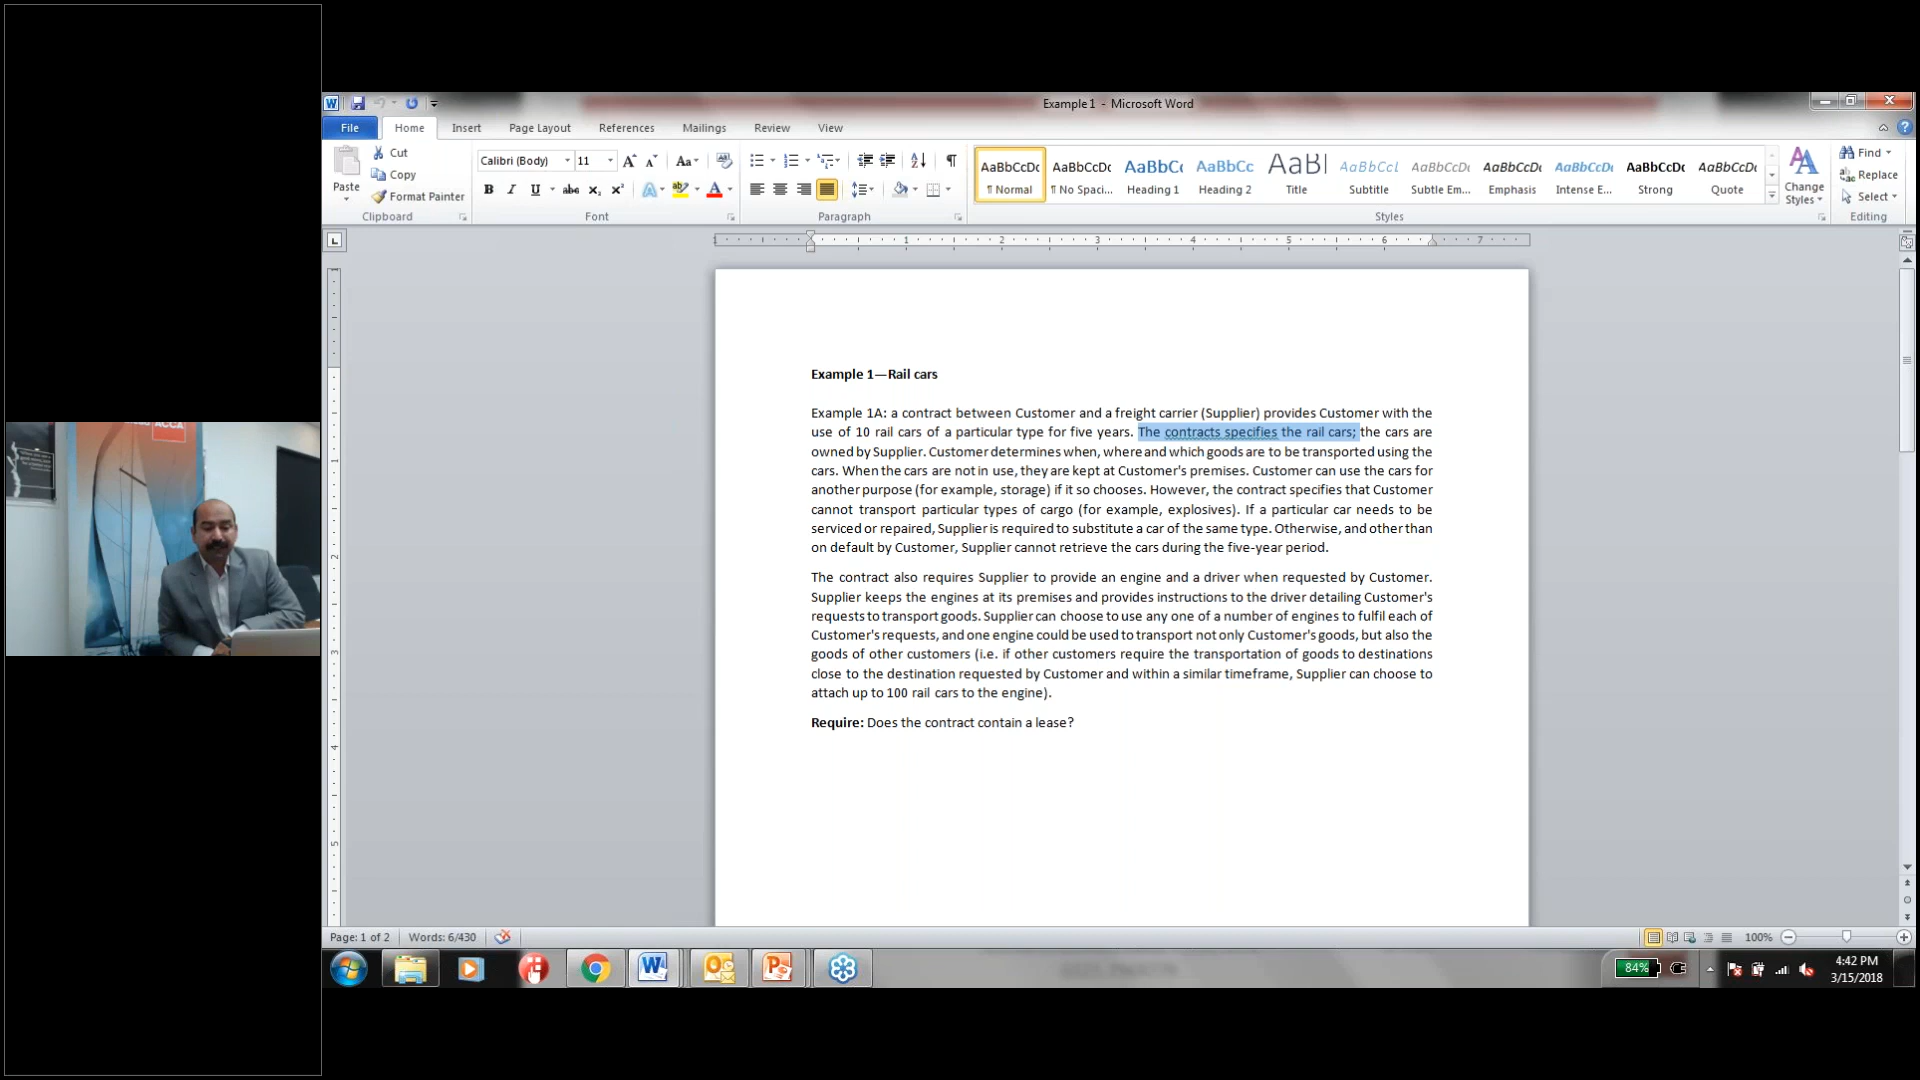 ACCA
Example 1 - Microsoft Word
File Home Insert Page Layout References Mailings Review View
Paste
Cut
Copy
Format Painter
Clipboard
Calibri (Body) 11
Font
Paragraph
AaBbCcDc AaBbCcDc AaBbCc AaBbCc AaBl AaBbCcl AaBbCcDc AaBbCcDc AaBbCcDc AaBbCcDc AaBbCcDc
¶ Normal ¶ No Spaci... Heading 1 Heading 2 Title Subtitle Subtle Em... Emphasis Intense E... Strong Quote
Styles
Change
Styles
Find
Replace
Select
Editing
1 1 2 3 4 5 6 7
Example 1—Rail cars
Example 1A: a contract between Customer and a freight carrier (Supplier) provides Customer with the
use of 10 rail cars of a particular type for five years. The contracts specifies the rail cars; the cars are
owned by Supplier. Customer determines when, where and which goods are to be transported using the
cars. When the cars are not in use, they are kept at Customer's premises. Customer can use the cars for
another purpose (for example, storage) if it so chooses. However, the contract specifies that Customer
cannot transport particular types of cargo (for example, explosives). If a particular car needs to be
serviced or repaired, Supplier is required to substitute a car of the same type. Otherwise, and other than
on default by Customer, Supplier cannot retrieve the cars during the five-year period.
The contract also requires Supplier to provide an engine and a driver when requested by Customer.
Supplier keeps the engines at its premises and provides instructions to the driver detailing Customer's
requests to transport goods. Supplier can choose to use any one of a number of engines to fulfil each of
Customer's requests, and one engine could be used to transport not only Customer's goods, but also the
goods of other customers (i.e. if other customers require the transportation of goods to destinations
close to the destination requested by Customer and within a similar timeframe, Supplier can choose to
attach up to 100 rail cars to the engine).
Require: Does the contract contain a lease?
Page: 1 of 2 Words: 6/430 100%
84%
4:42 PM
3/15/2018